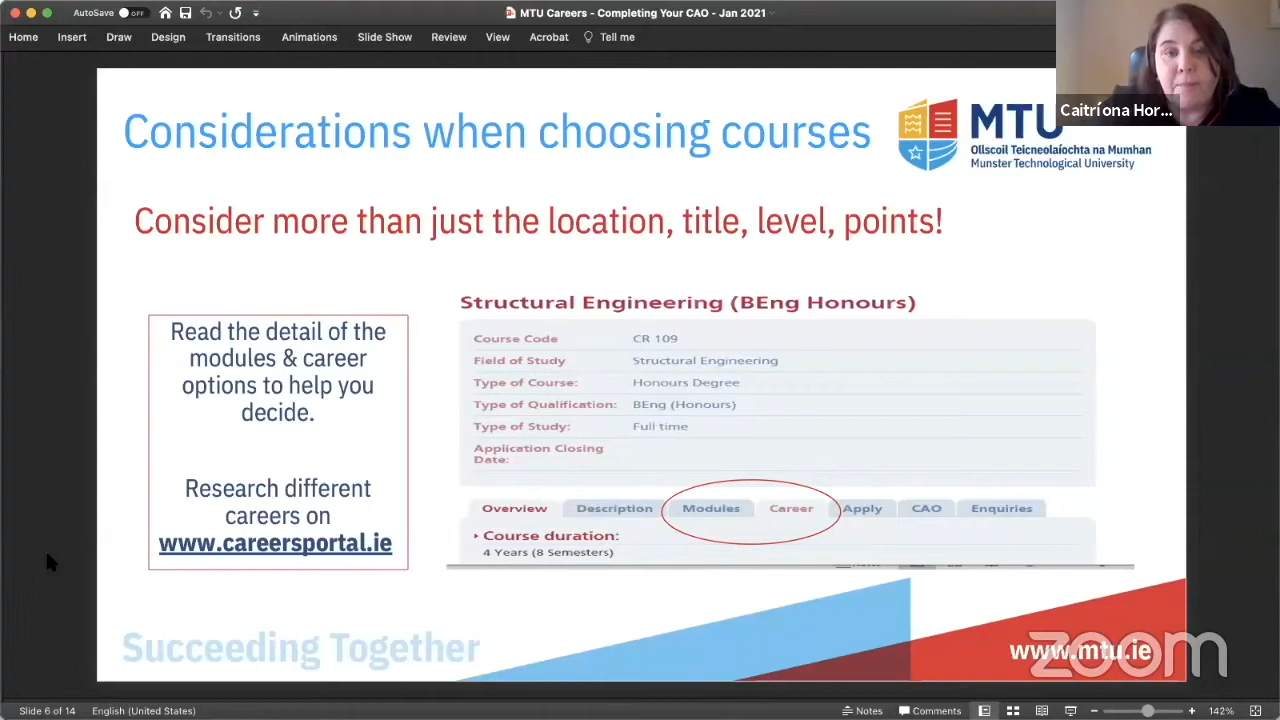 AutoSave OFF
MTU Careers - Completing Your CAO - Jan 2021
Home Insert Draw Design Transitions Animations Slide Show Review View Acrobat Tell me
Caitríona Hor...
Considerations when choosing courses
MTU
Ollscoil Teicneolaíochta na Mumhan
Munster Technological University
Consider more than just the location, title, level, points!
Read the detail of the
modules & career
options to help you
decide.
Research different
careers on
www.careersportal.ie
Structural Engineering (BEng Honours)
Course Code CR 109
Field of Study Structural Engineering
Type of Course: Honours Degree
Type of Qualification: BEng (Honours)
Type of Study: Full time
Application Closing
Date:
Overview Description Modules Career Apply CAO Enquiries
Course duration:
4 Years (8 Semesters)
Succeeding Together
www.mtu.ie
zoom
Slide 6 of 14 English (United States) Notes Comments 142%